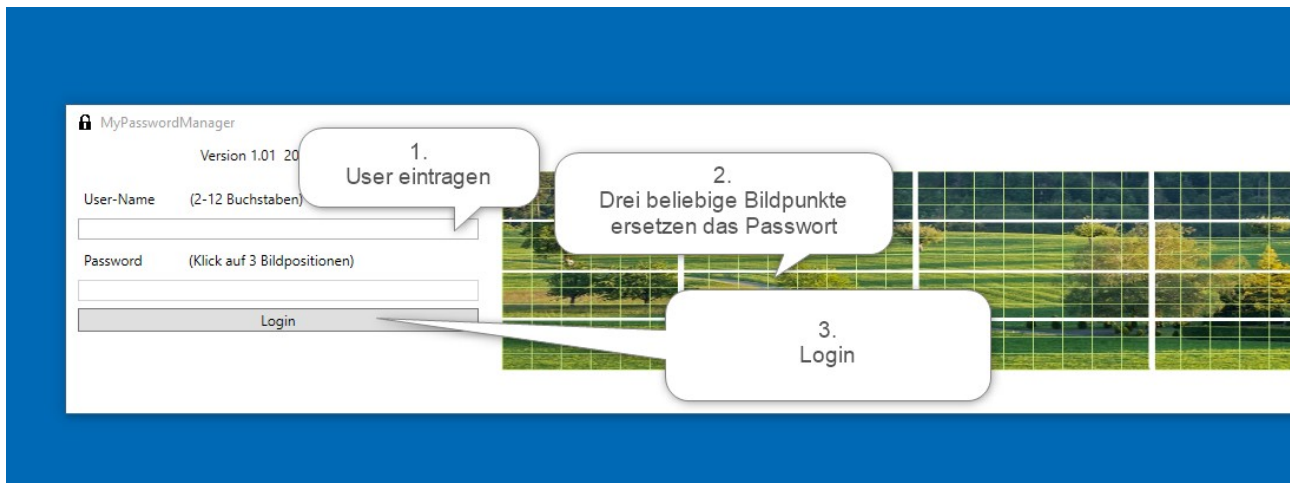 MyPasswordManager
Version 1.01 20
1.
User eintragen
User-Name (2-12 Buchstaben)
2.
Drei beliebige Bildpunkte
ersetzen das Passwort
Password (Klick auf 3 Bildpositionen)
Login
3.
Login